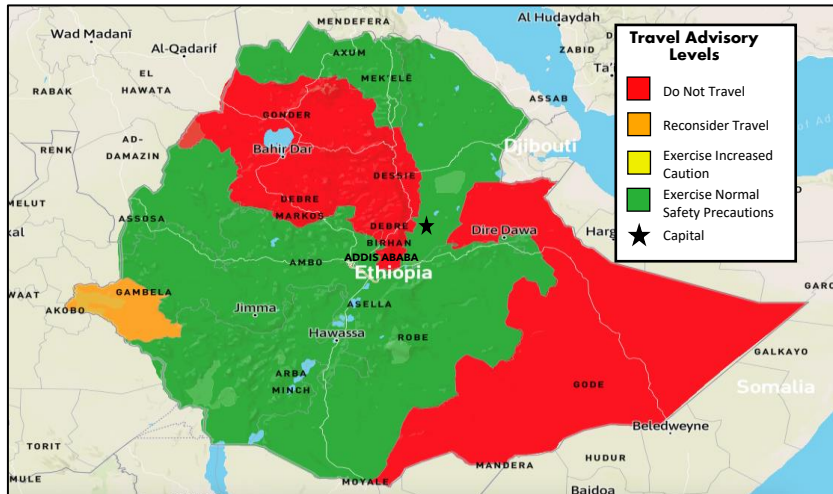 MENDEFERA
Al Hudaydah
Wad Madanī
Al-Qadarif
AXUM
ZABID
Ta'i
EL
HAWATA
MEK'ELĒ
RABAK
ASSAB
GONDER
AD-
DAMAZIN
RENK
Bahir Dar
Djibouti
DESSIE
MELUT
DEBRE
MARKOS
ASSOSA
kal
DEBRE
BIRHAN
Dire Dawa
Harg
ADDIS ABABA
AMBO
Ethiopia
WAAT
GAMBELA
AKOBO
GARO
Jimma
ASELLA
Hawassa
ROBE
GALKAYO
ARBA
MINCH
GODE
Somalia
Beledweyne
TORIT
HUDUR
MANDERA
MOYALE
MULE
Baidoa
Travel Advisory
Levels
Do Not Travel
Reconsider Travel
Exercise Increased
Caution
Exercise Normal
Safety Precautions
Capital